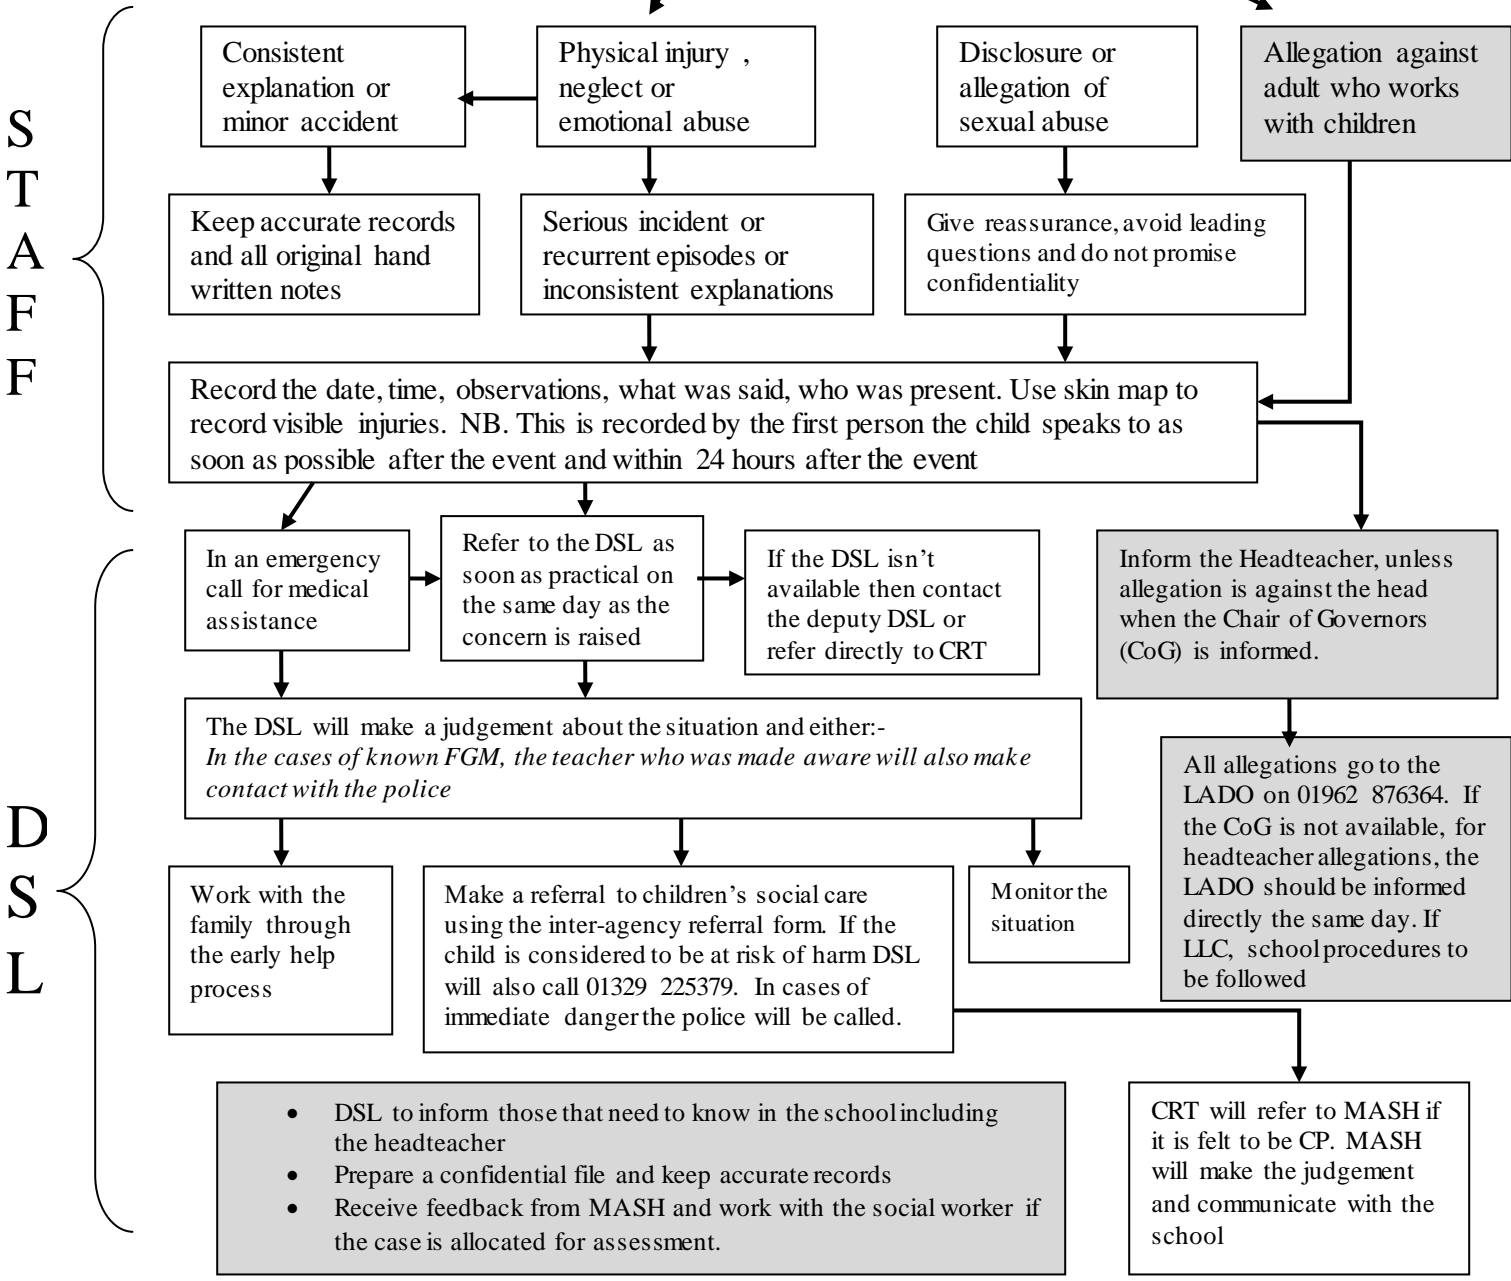 S
T
A
F
F
Consistent
explanation or
minor accident
Physical injury ,
neglect or
emotional abuse
Disclosure or
allegation of
sexual abuse
Allegation against
adult who works
with children
Keep accurate records
and all original hand
written notes
Serious incident or
recurrent episodes or
inconsistent explanations
Give reassurance, avoid leading
questions and do not promise
confidentiality
Record the date, time, observations, what was said, who was present. Use skin map to
record visible injuries. NB. This is recorded by the first person the child speaks to as
soon as possible after the event and within 24 hours after the event
D
S
L
In an emergency
call for medical
assistance
Refer to the DSL as
soon as practical on
the same day as the
concern is raised
If the DSL isn't
available then contact
the deputy DSL or
refer directly to CRT
Inform the Headteacher, unless
allegation is against the head
when the Chair of Governors
(CoG) is informed.
The DSL will make a judgement about the situation and either:-
In the cases of known FGM, the teacher who was made aware will also make
contact with the police
All allegations go to the
LADO on 01962 876364. If
the CoG is not available, for
headteacher allegations, the
LADO should be informed
directly the same day. If
LLC, school procedures to
be followed
Work with the
family through
the early help
process
Make a referral to children's social care
using the inter-agency referral form. If the
child is considered to be at risk of harm DSL
will also call 01329 225379. In cases of
immediate danger the police will be called.
Monitor the
situation
• DSL to inform those that need to know in the school including
the headteacher
• Prepare a confidential file and keep accurate records
• Receive feedback from MASH and work with the social worker if
the case is allocated for assessment.
CRT will refer to MASH if
it is felt to be CP. MASH
will make the judgement
and communicate with the
school